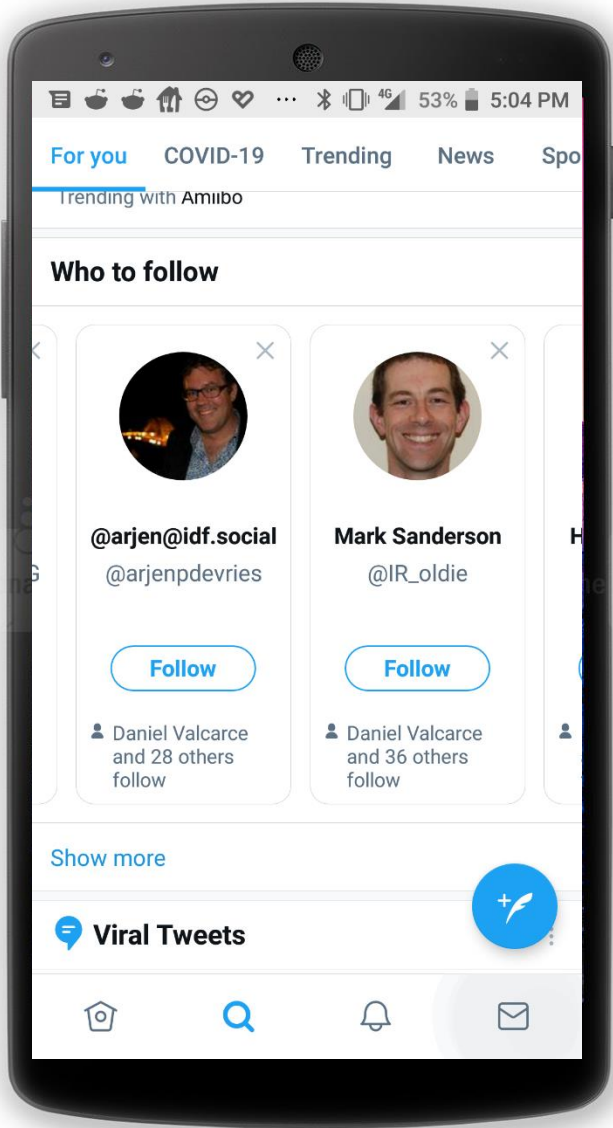 4G 53% 5:04 PM
For you COVID-19 Trending News Spo
Trending with Amiibo
Who to follow
@arjen@idf.social Mark Sanderson H
G @arjenpdevries @IR_oldie
Follow Follow
Daniel Valcarce Daniel Valcarce
and 28 others and 36 others
follow follow
Show more
Viral Tweets